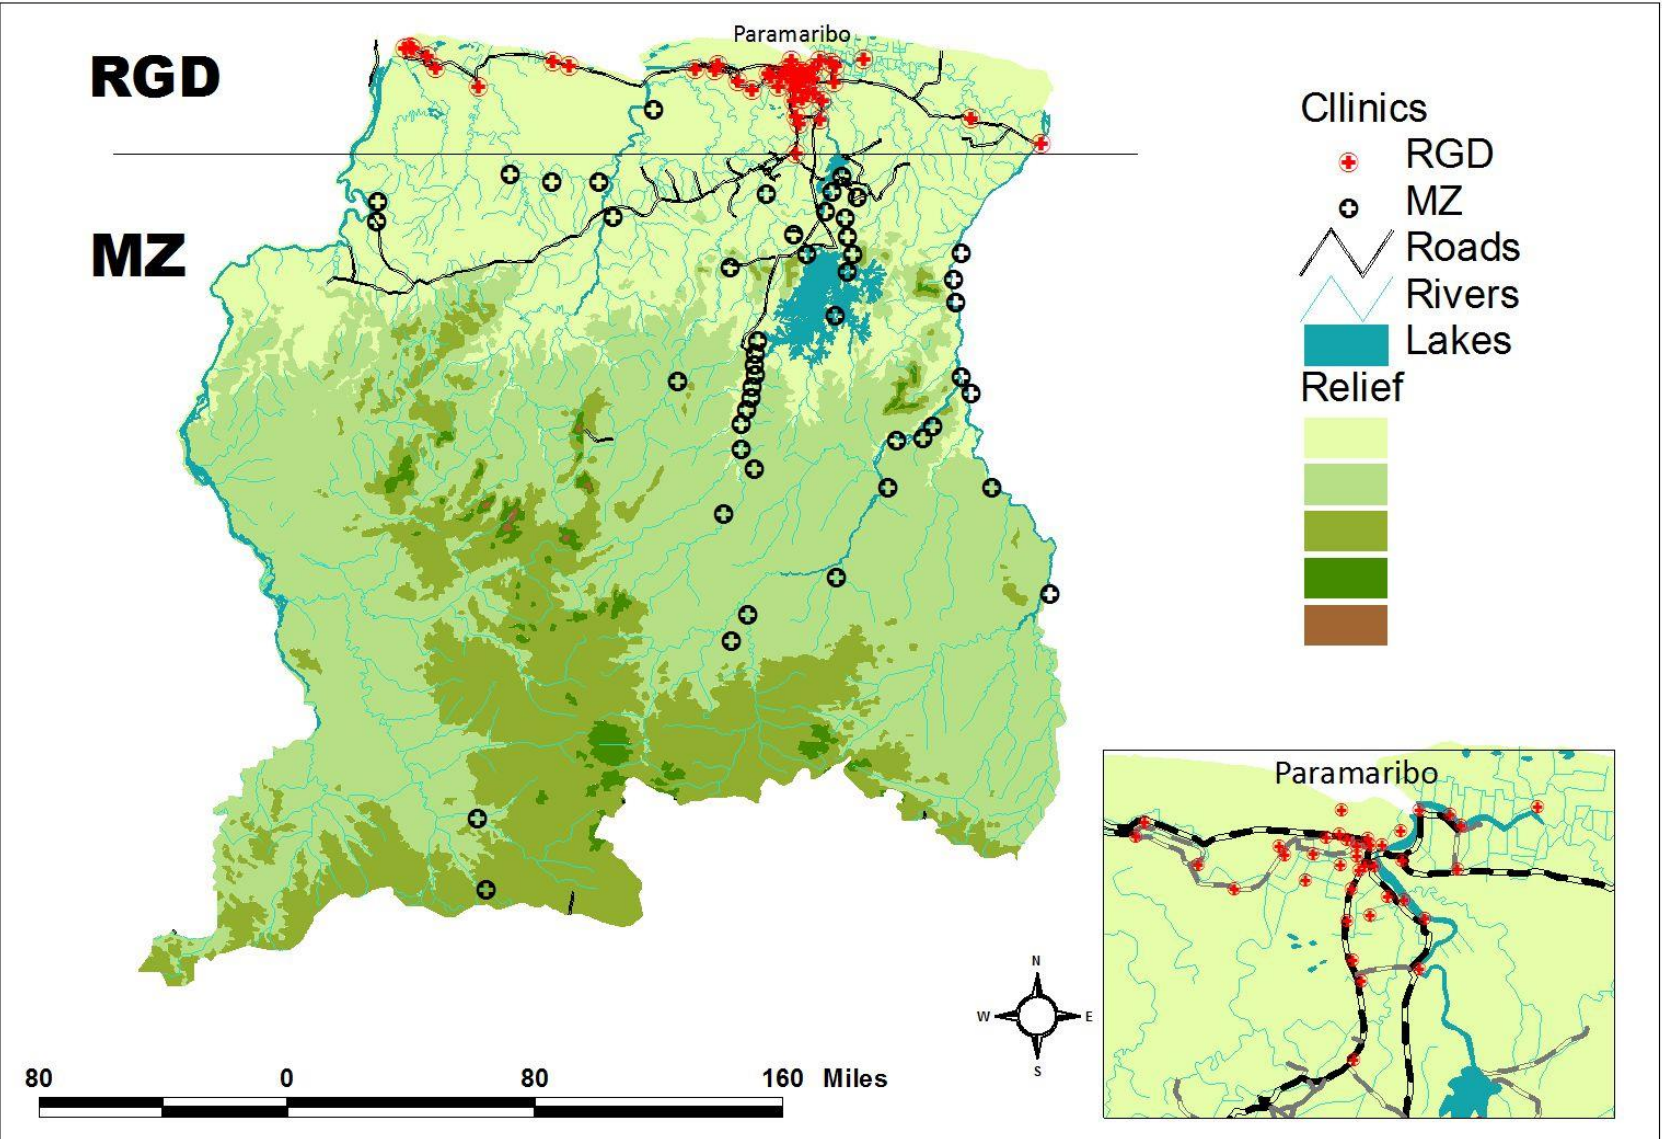 Paramaribo
RGD
MZ
Cllinics
RGD
MZ
Roads
Rivers
Lakes
Relief
Paramaribo
N
W E
S
80 0 80 160 Miles